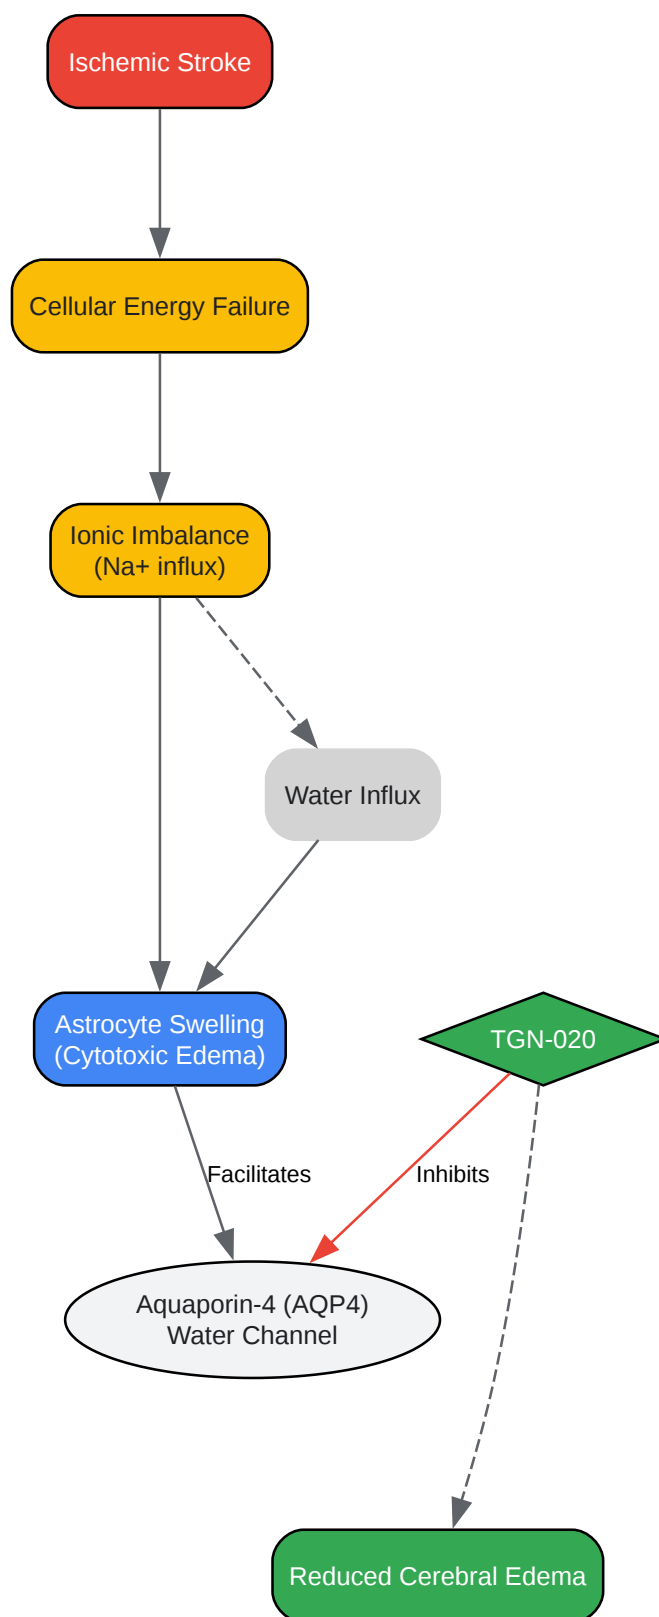 Ischemic Stroke
Cellular Energy Failure
Ionic Imbalance
(Na+ influx)
Water Influx
Astrocyte Swelling
(Cytotoxic Edema)
TGN-020
Facilitates
Inhibits
Aquaporin-4 (AQP4)
Water Channel
Reduced Cerebral Edema